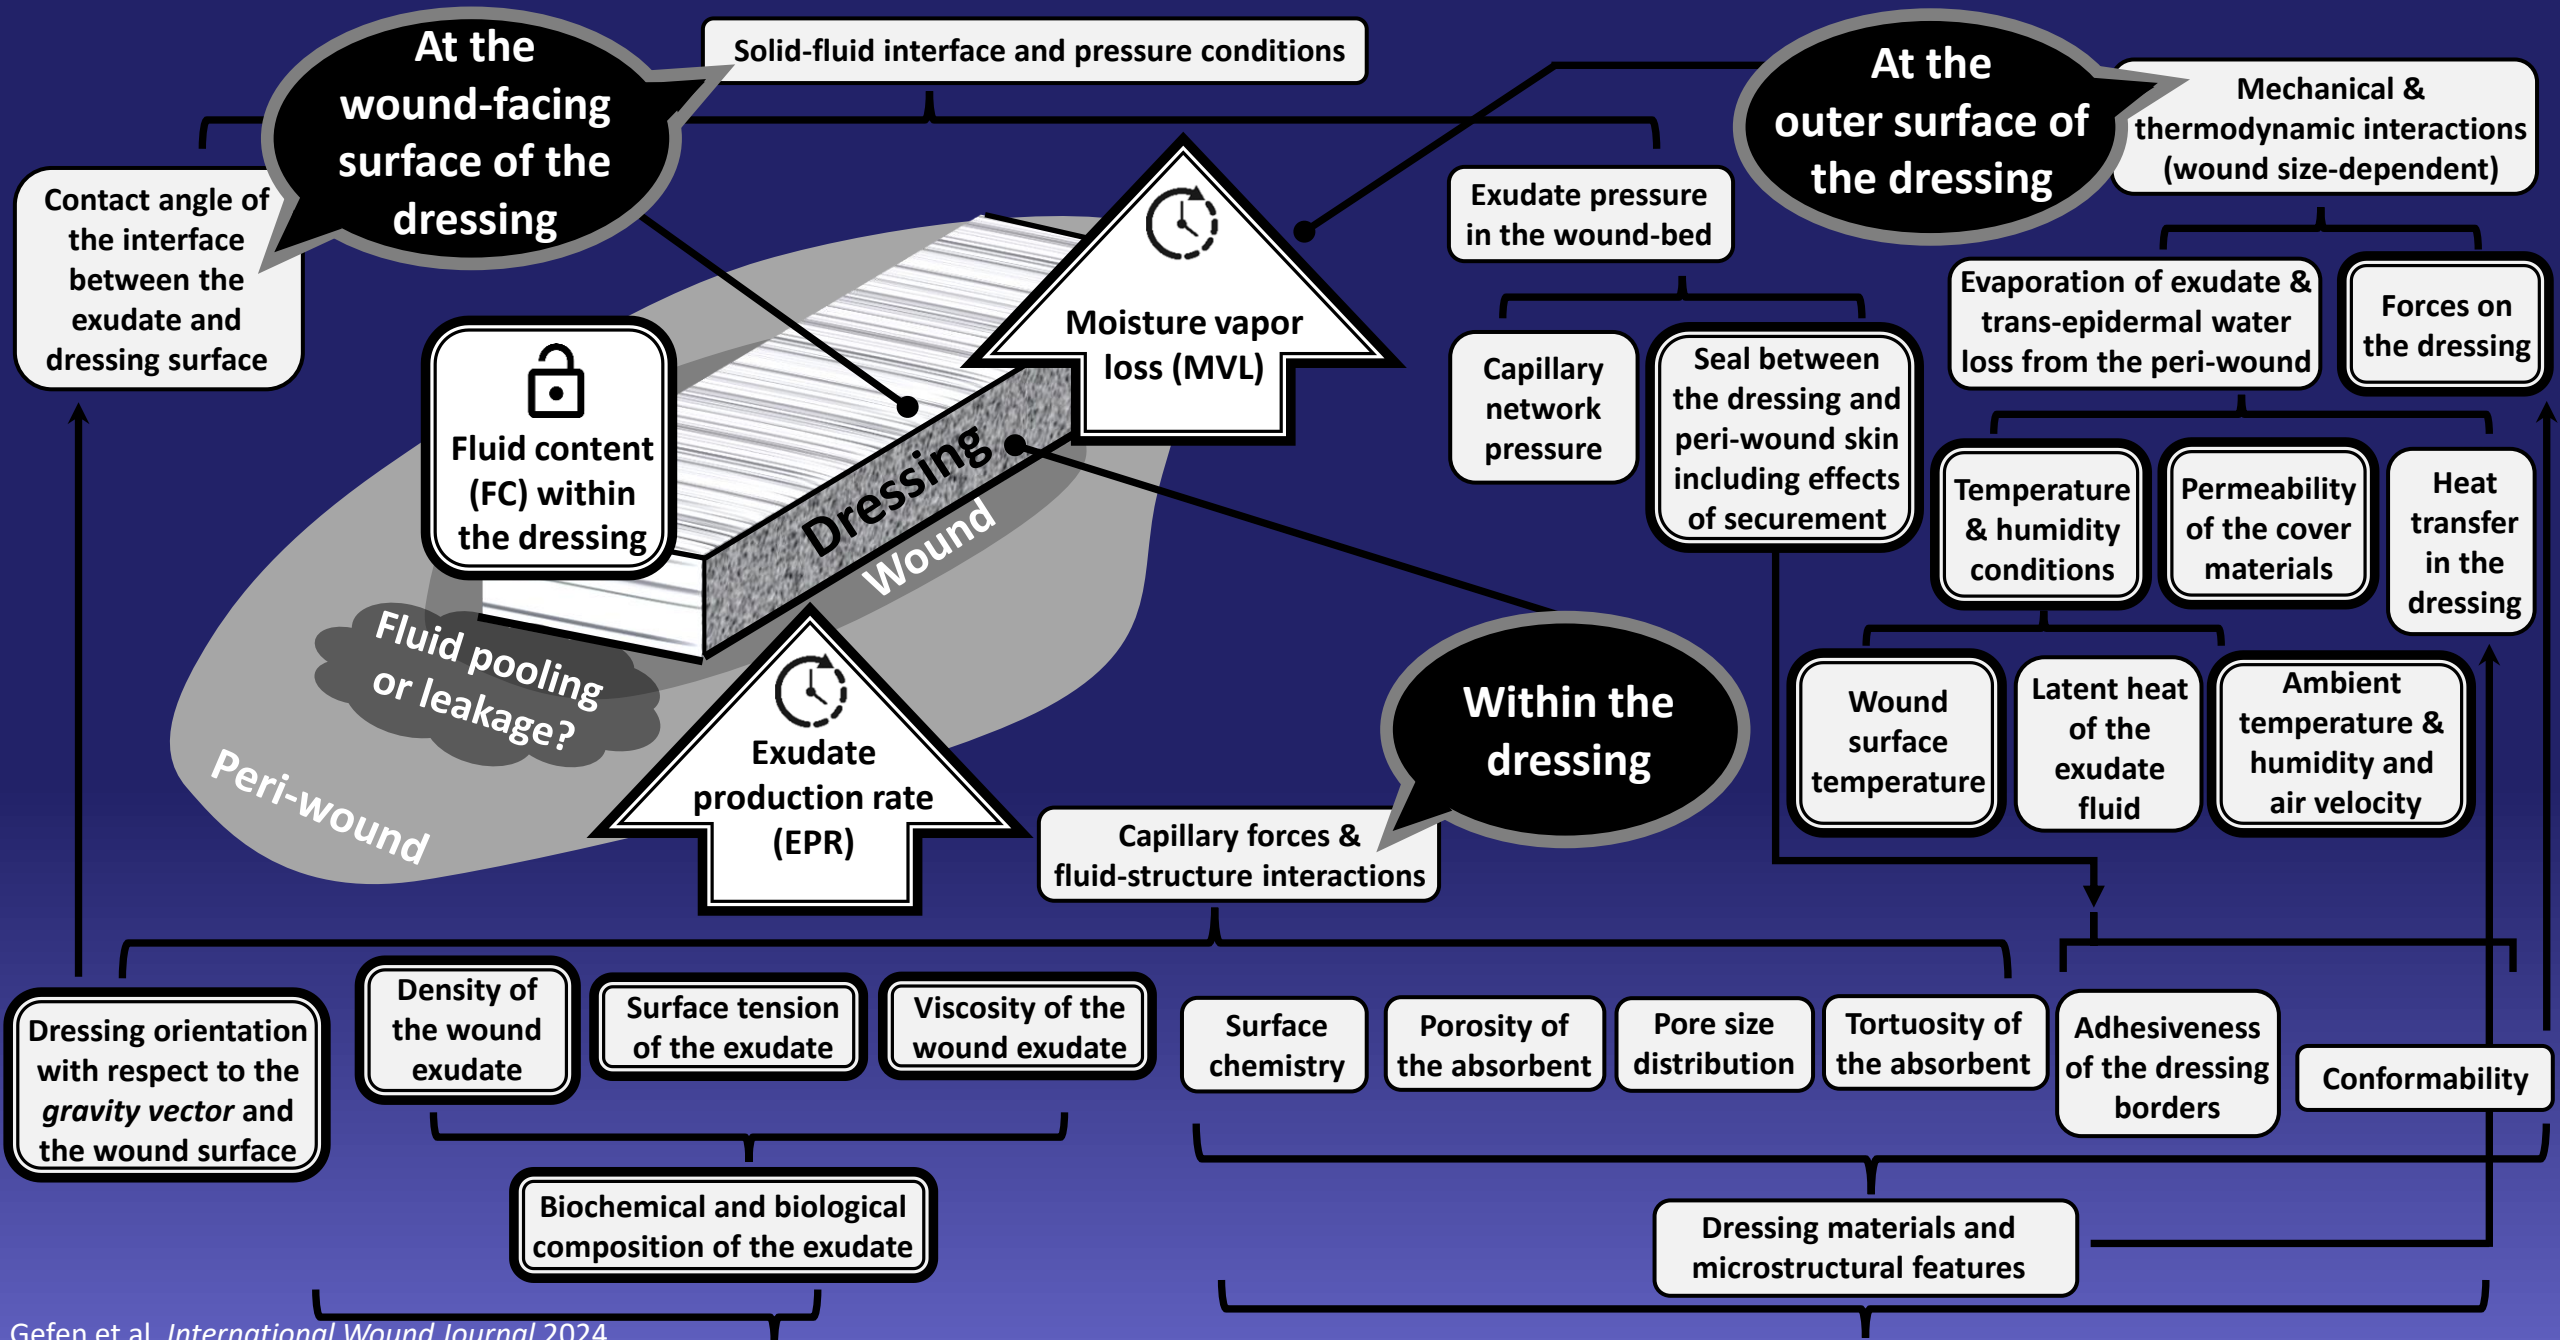 At the
wound-facing
surface of the
dressing
Solid-fluid interface and pressure conditions
At the
outer surface of
the dressing
Mechanical &
thermodynamic interactions
(wound size-dependent)
Contact angle of
the interface
between the
exudate and
dressing surface
Exudate pressure
in the wound-bed
Evaporation of exudate &
trans-epidermal water
loss from the peri-wound
Forces on
the dressing
Moisture vapor
loss (MVL)
Capillary
network
pressure
Seal between
the dressing and
peri-wound skin
including effects
of securement
Fluid content
(FC) within
the dressing
Dressing
Wound
Temperature
& humidity
conditions
Permeability
of the cover
materials
Heat
transfer
in the
dressing
Fluid pooling
or leakage?
Peri-wound
Exudate
production rate
(EPR)
Within the
dressing
Wound
surface
temperature
Latent heat
of the
exudate
fluid
Ambient
temperature &
humidity and
air velocity
Capillary forces &
fluid-structure interactions
Dressing orientation
with respect to the
gravity vector and
the wound surface
Density of
the wound
exudate
Surface tension
of the exudate
Viscosity of the
wound exudate
Surface
chemistry
Porosity of
the absorbent
Pore size
distribution
Tortuosity of
the absorbent
Adhesiveness
of the dressing
borders
Conformability
Biochemical and biological
composition of the exudate
Dressing materials and
microstructural features
Gefen et al. International Wound Journal 2024